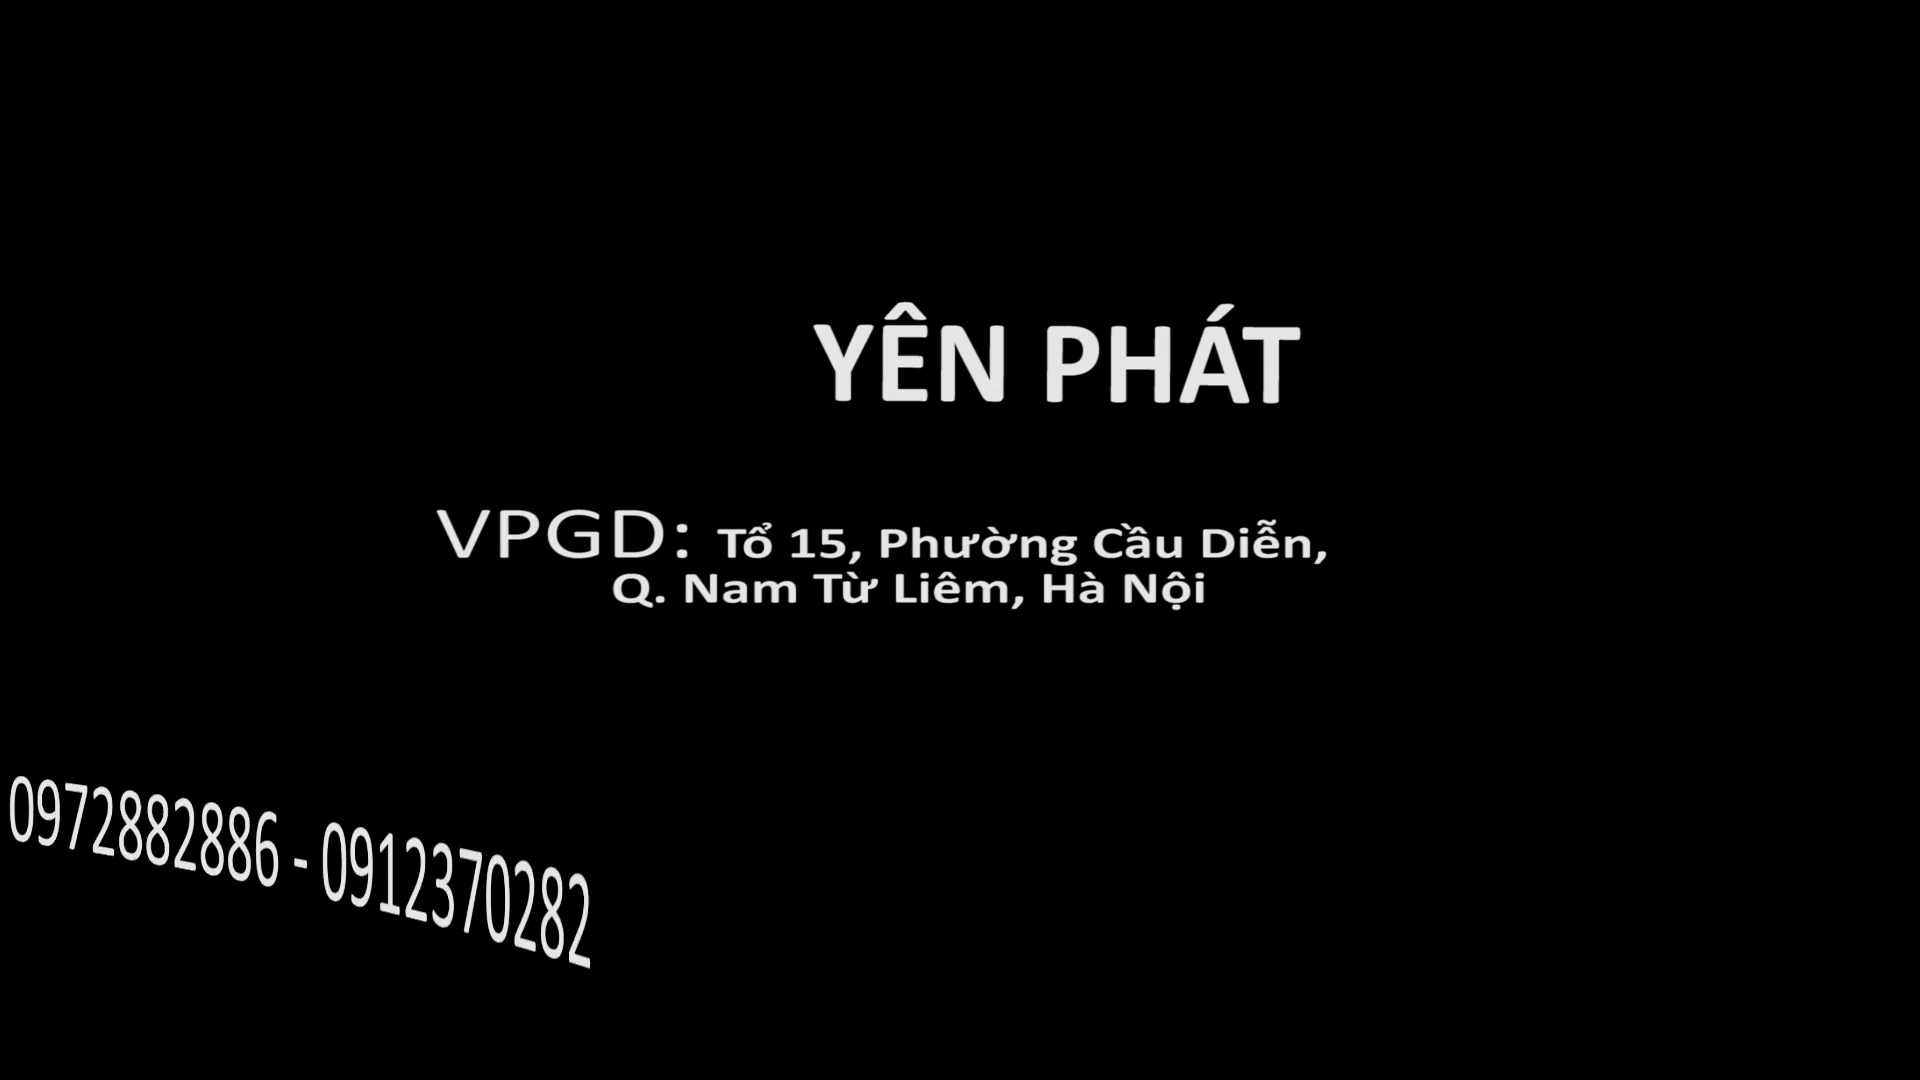 YÊN PHÁT
VPGD: Tổ 15, Phường Cầu Diễn,
Q. Nam Từ Liêm, Hà Nội
0972882886 - 0912370282